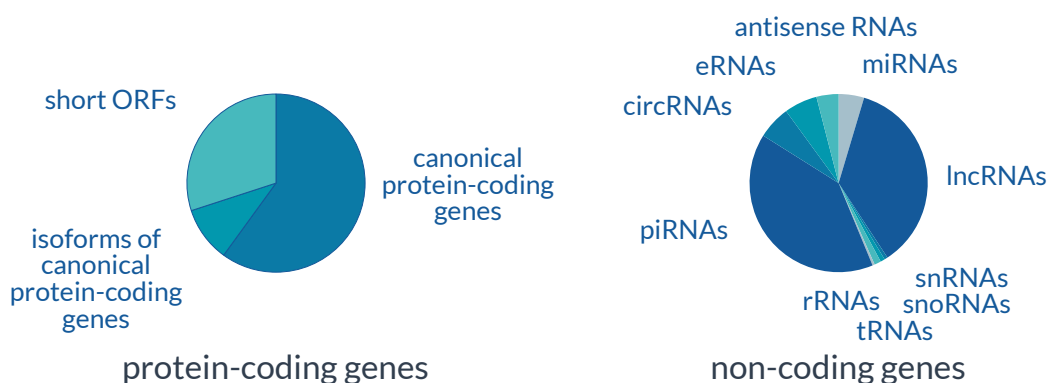 short ORFs
canonical
protein-coding
genes
isoforms of
canonical
protein-coding
genes
protein-coding genes
antisense RNAs
eRNAs
miRNAs
circRNAs
lncRNAs
piRNAs
snRNAs
rRNAs
snoRNAs
tRNAs
non-coding genes